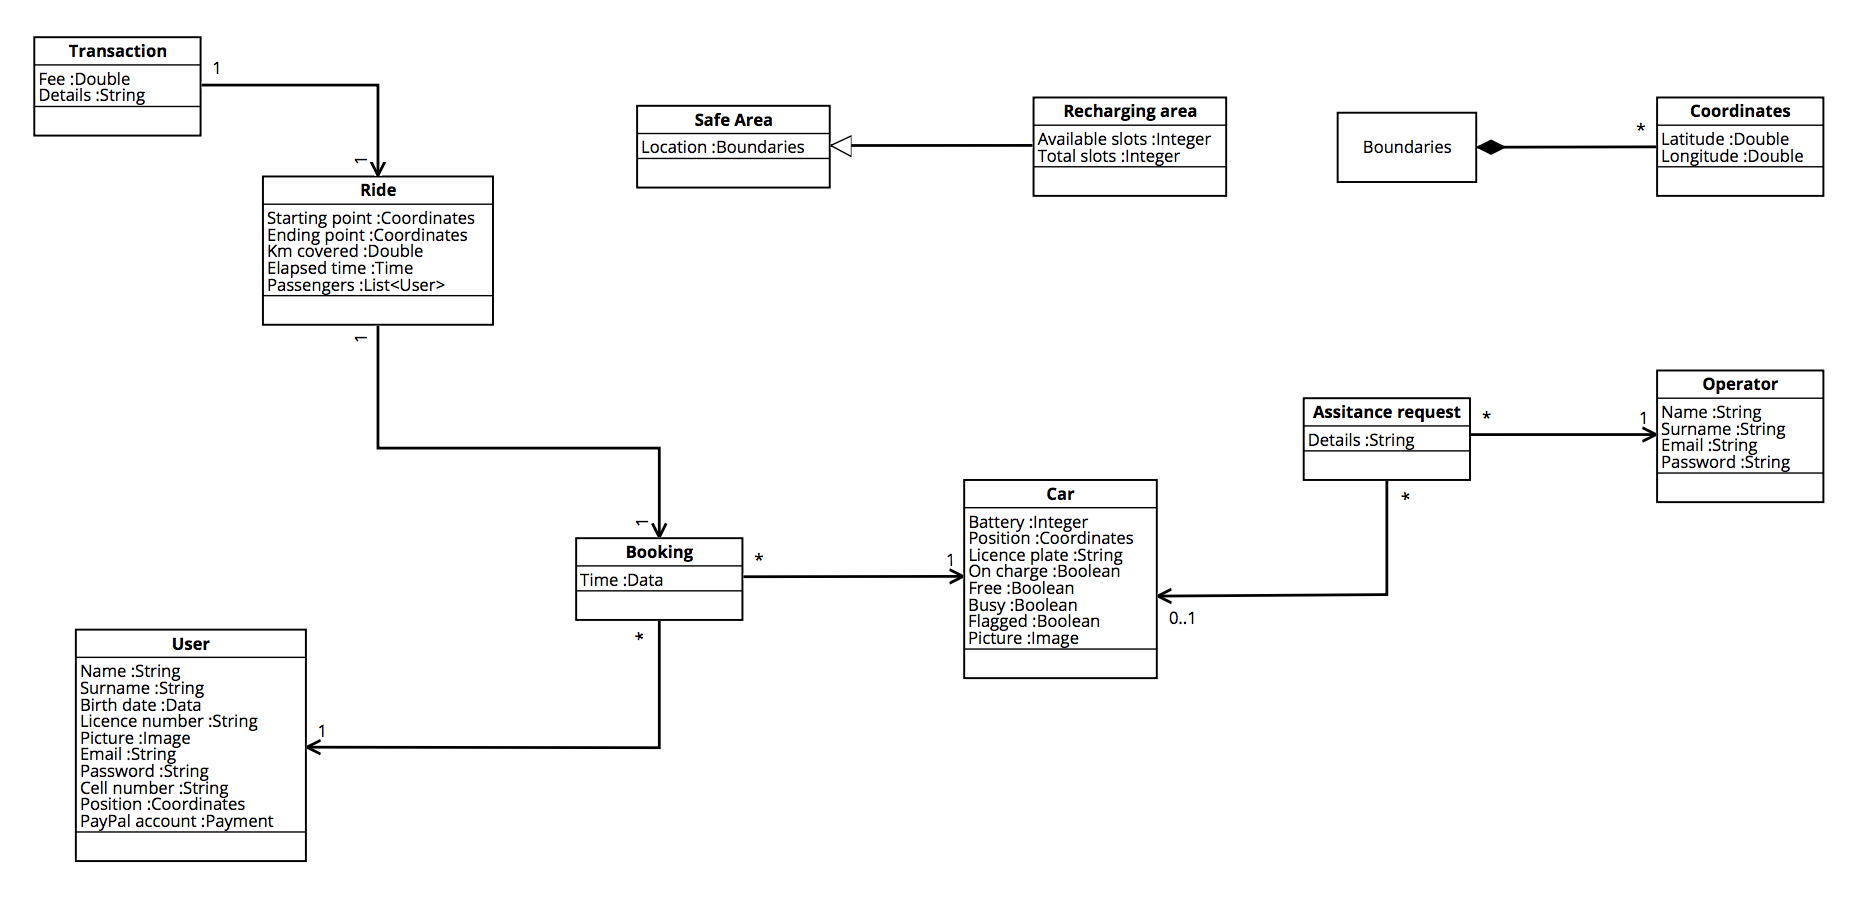 Transaction
Fee :Double
Details :String
1
1
Ride
Starting point :Coordinates
Ending point :Coordinates
Km covered :Double
Elapsed time :Time
Passengers :List<User>
1
1
Safe Area
Location :Boundaries
Recharging area
Available slots :Integer
Total slots :Integer
Boundaries
*
Coordinates
Latitude :Double
Longitude :Double
Booking
Time :Data
*
1
*
1
User
Name :String
Surname :String
Birth date :Data
Licence number :String
Picture :Image
Email :String
Password :String
Cell number :String
Position :Coordinates
PayPal account :Payment
Car
Battery :Integer
Position :Coordinates
Licence plate :String
On charge :Boolean
Free :Boolean
Busy :Boolean
Flagged :Boolean
Picture :Image
0..1
*
Assitance request
Details :String
*
1
Operator
Name :String
Surname :String
Email :String
Password :String